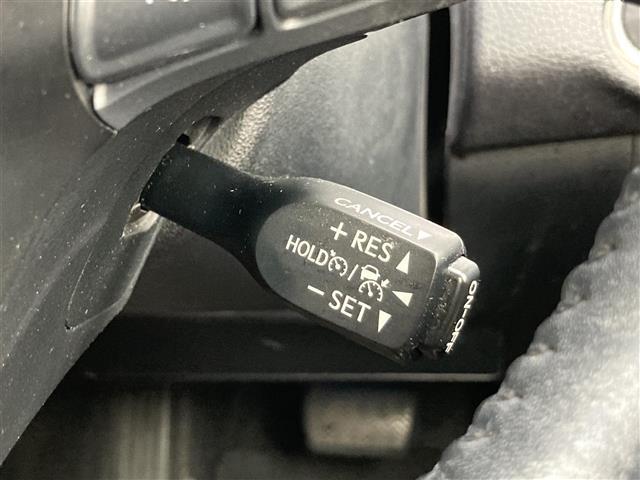 CANCEL▼
+ RES ▲
HOLD /
- SET ▼
ON-OFF